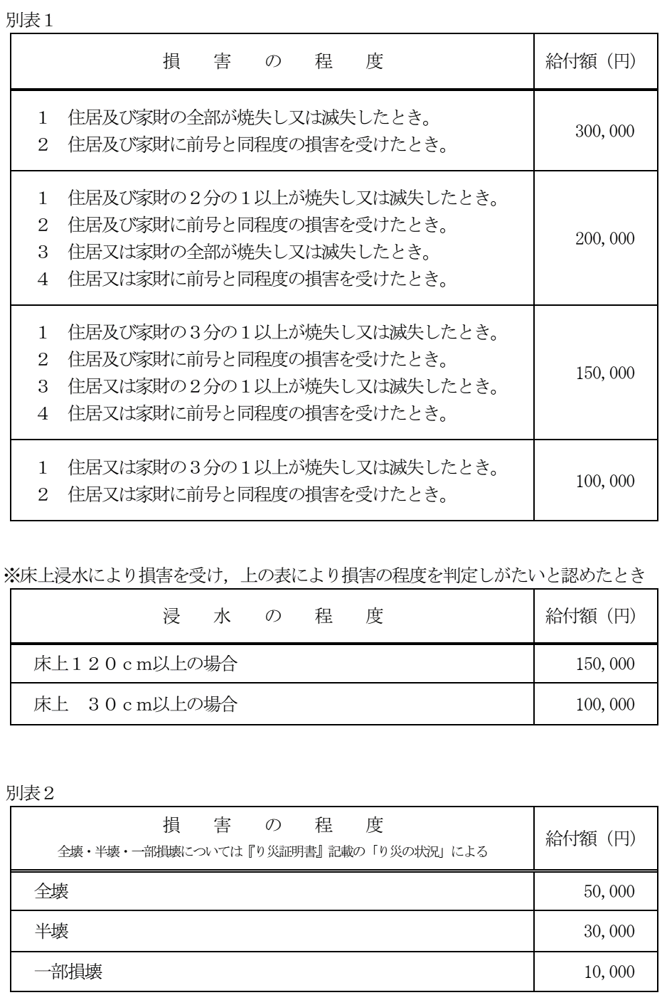 別表１
損　害　の　程　度
給付額（円）
１　住居及び家財の全部が焼失し又は滅失したとき。
２　住居及び家財に前号と同程度の損害を受けたとき。
300,000
１　住居及び家財の２分の１以上が焼失し又は滅失したとき。
２　住居及び家財に前号と同程度の損害を受けたとき。
３　住居又は家財の全部が焼失し又は滅失したとき。
４　住居又は家財に前号と同程度の損害を受けたとき。
200,000
１　住居及び家財の３分の１以上が焼失し又は滅失したとき。
２　住居及び家財に前号と同程度の損害を受けたとき。
３　住居又は家財の２分の１以上が焼失し又は滅失したとき。
４　住居又は家財に前号と同程度の損害を受けたとき。
150,000
１　住居又は家財の３分の１以上が焼失し又は滅失したとき。
２　住居又は家財に前号と同程度の損害を受けたとき。
100,000
※床上浸水により損害を受け，上の表により損害の程度を判定しがたいと認めたとき
浸　水　の　程　度
給付額（円）
床上１２０ｃｍ以上の場合
150,000
床上　３０ｃｍ以上の場合
100,000
別表２
損　害　の　程　度
全壊・半壊・一部損壊については『り災証明書』記載の「り災の状況」による
給付額（円）
全壊
50,000
半壊
30,000
一部損壊
10,000